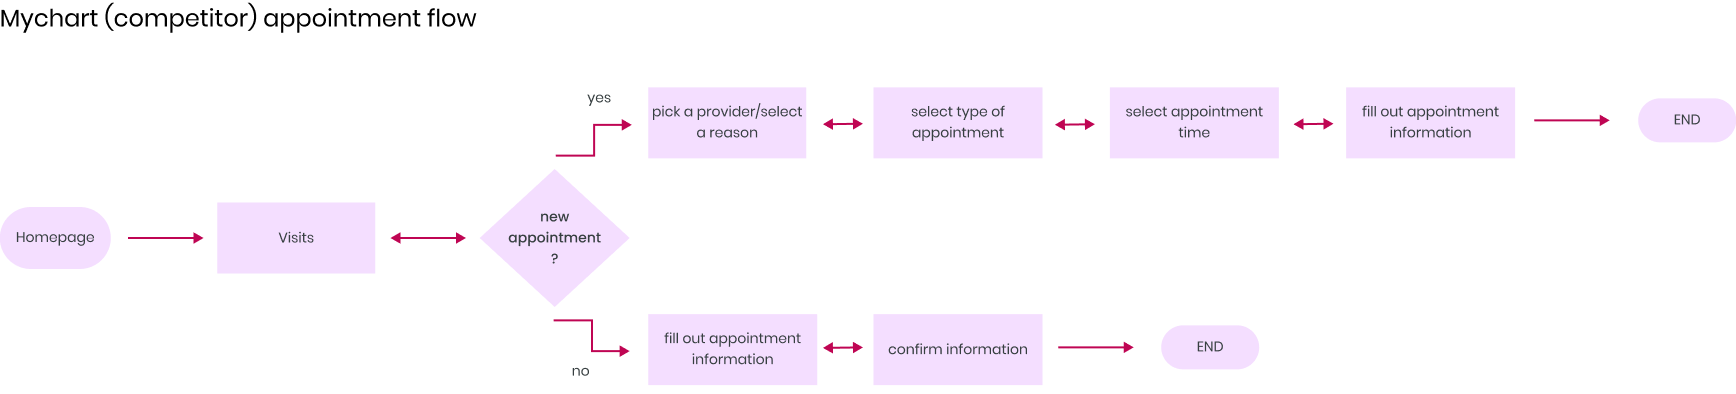 Mychart (competitor) appointment flow
yes
pick a provider/select
a reason
select type of
appointment
select appointment
time
fill out appointment
information
END
Homepage
Visits
new
appointment
?
no
fill out appointment
information
confirm information
END